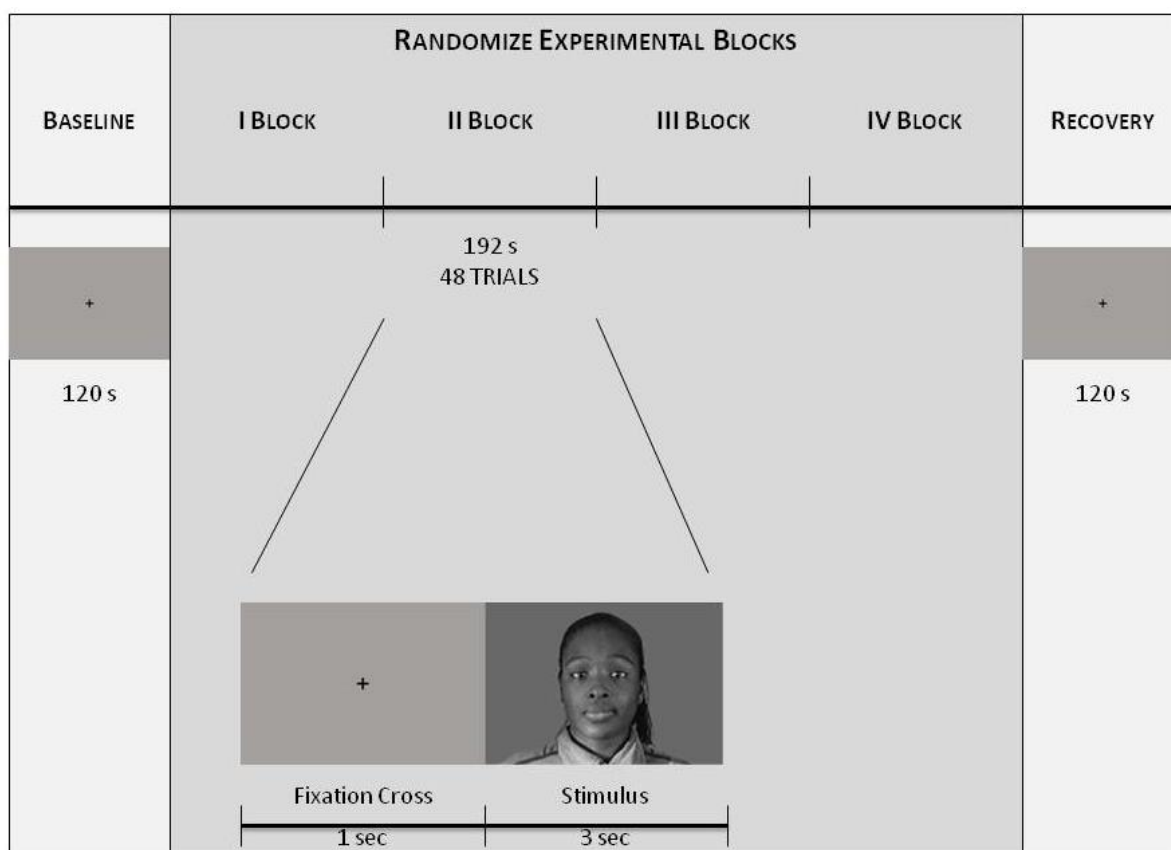 RANDOMIZE EXPERIMENTAL BLOCKS
BASELINE
I BLOCK
II BLOCK
III BLOCK
IV BLOCK
RECOVERY
192 s
48 TRIALS
+
+
120 s
120 s
+
Fixation Cross
Stimulus
1 sec
3 sec